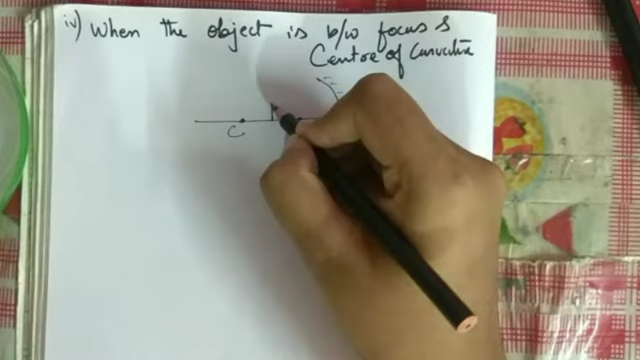 iv) When the object is b/w focus &
Centre of Curvature
C